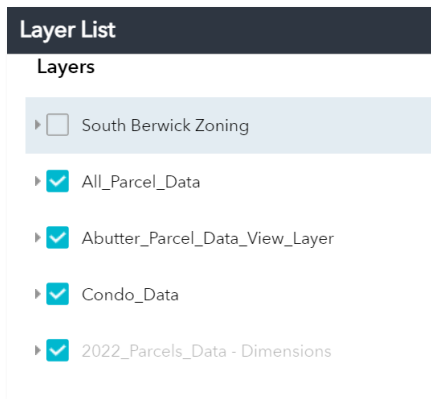 Layer List
Layers
South Berwick Zoning
All_Parcel_Data
Abutter_Parcel_Data_View_Layer
Condo_Data
2022_Parcels_Data - Dimensions